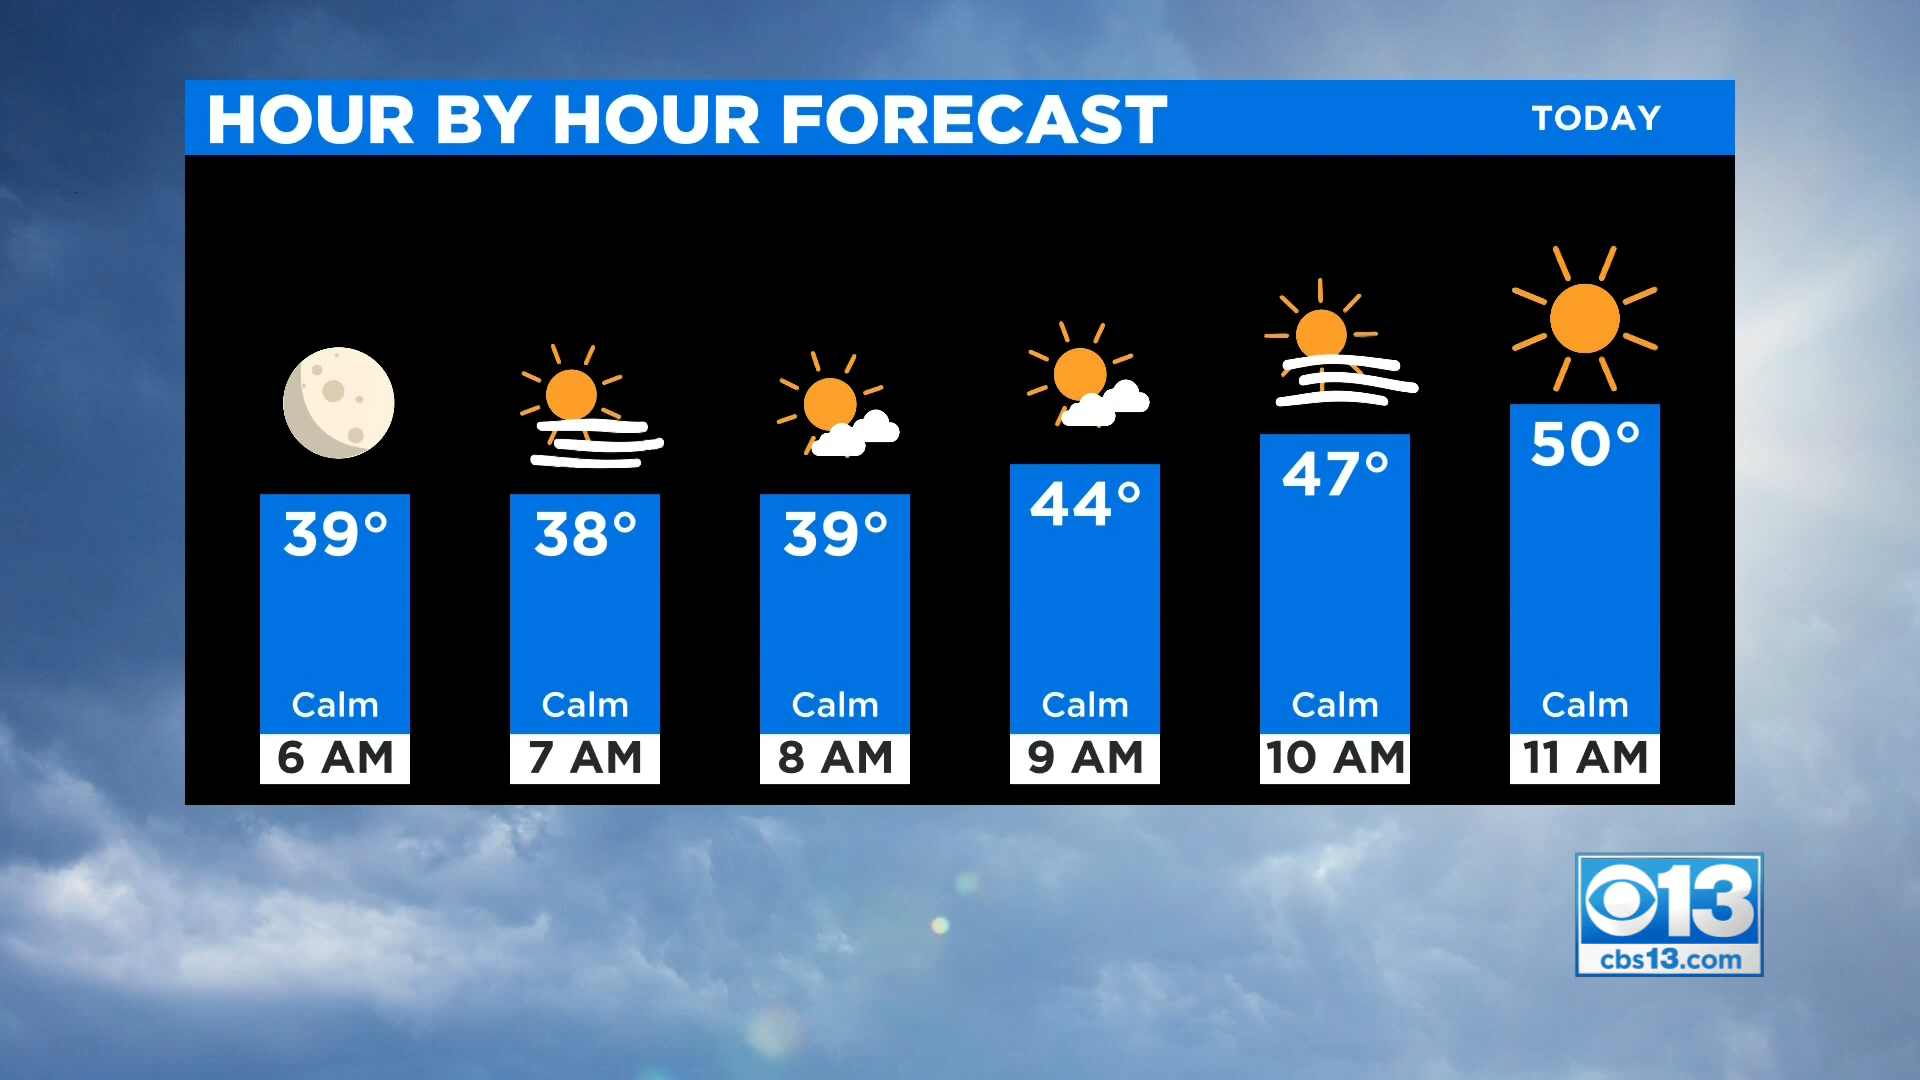 HOUR BY HOUR FORECAST TODAY
39° 38° 39° 44° 47° 50°
Calm Calm Calm Calm Calm Calm
6 AM 7 AM 8 AM 9 AM 10 AM 11 AM
13
cbs13.com